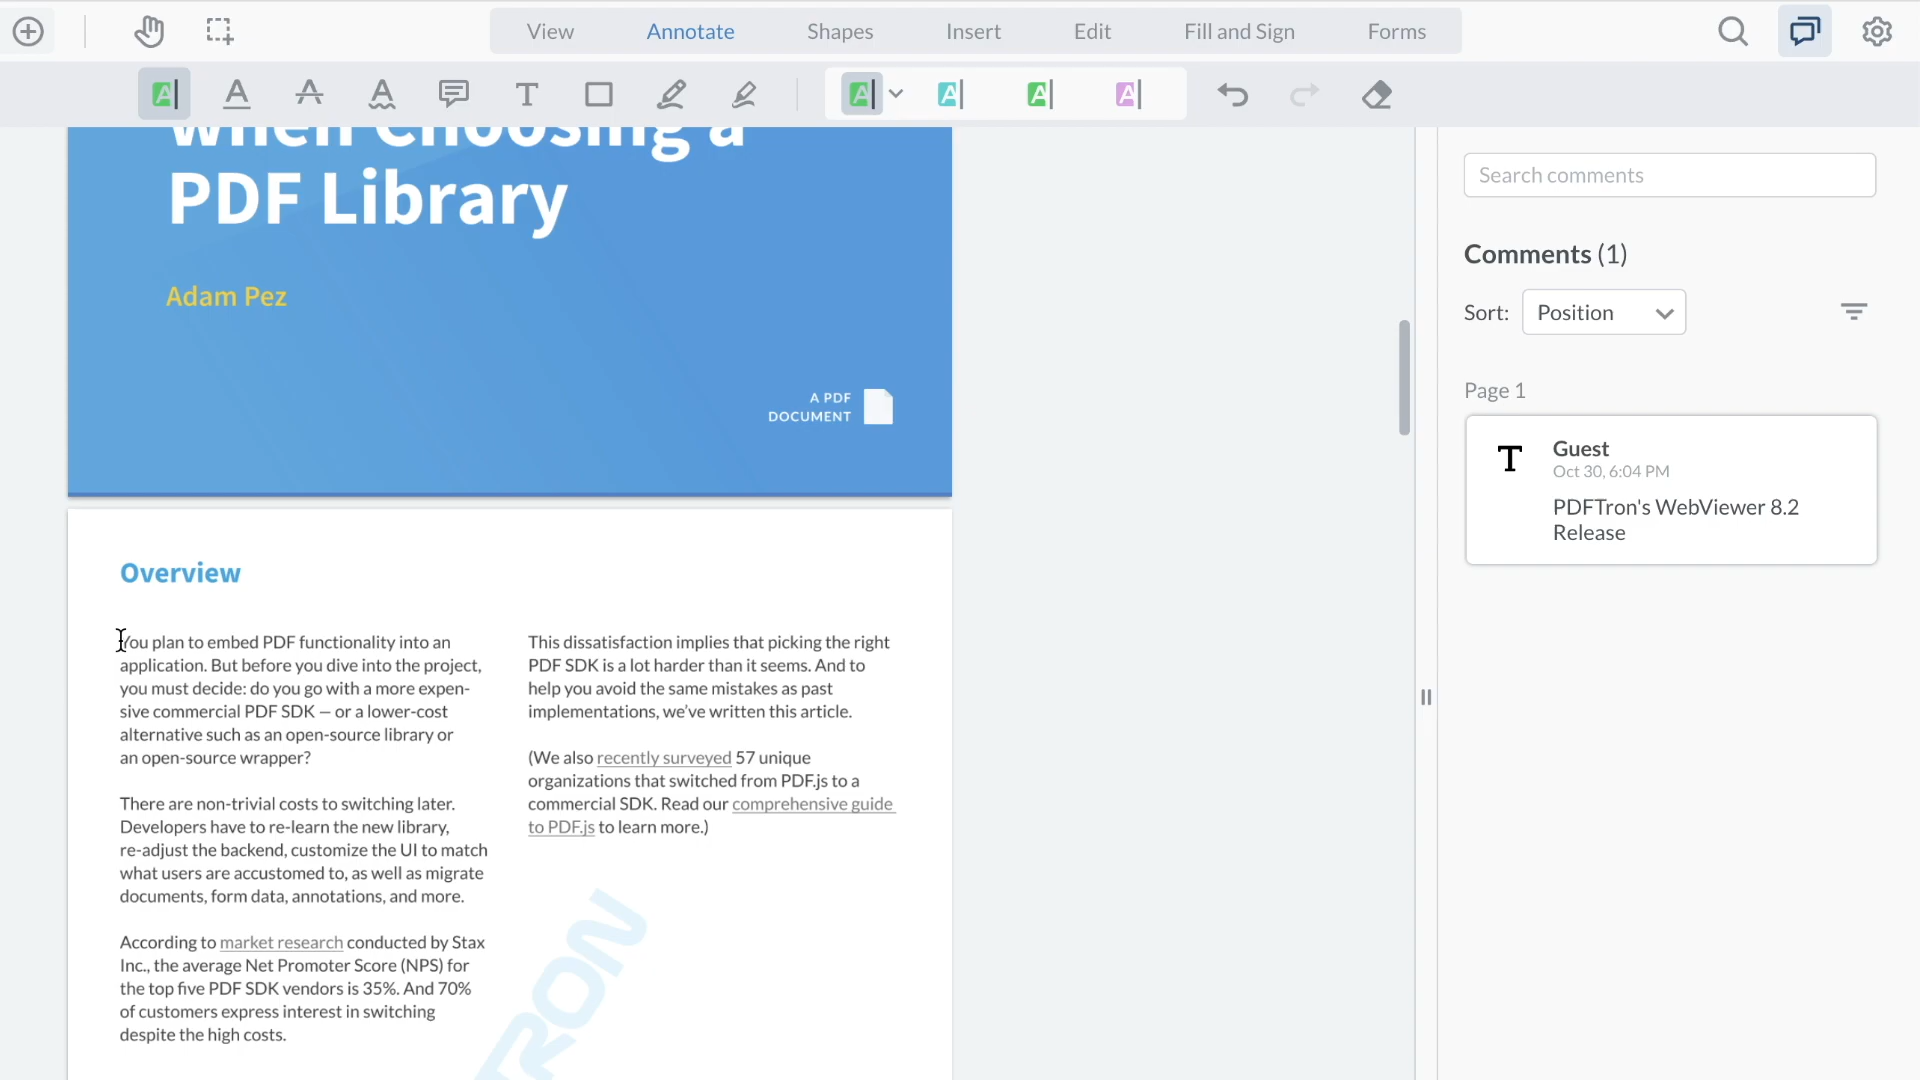 View
Annotate
Shapes
Insert
Edit
Fill and Sign
Forms
when Choosing a
PDF Library
Adam Pez
A PDF
DOCUMENT
Overview
You plan to embed PDF functionality into an
application. But before you dive into the project,
you must decide: do you go with a more expen-
sive commercial PDF SDK – or a lower-cost
alternative such as an open-source library or
an open-source wrapper?
There are non-trivial costs to switching later.
Developers have to re-learn the new library,
re-adjust the backend, customize the UI to match
what users are accustomed to, as well as migrate
documents, form data, annotations, and more.
According to market research conducted by Stax
Inc., the average Net Promoter Score (NPS) for
the top five PDF SDK vendors is 35%. And 70%
of customers express interest in switching
despite the high costs.
This dissatisfaction implies that picking the right
PDF SDK is a lot harder than it seems. And to
help you avoid the same mistakes as past
implementations, we’ve written this article.
(We also recently surveyed 57 unique
organizations that switched from PDF.js to a
commercial SDK. Read our comprehensive guide
to PDF.js to learn more.)
TRON
Search comments
Comments (1)
Sort: Position
Page 1
Guest
Oct 30, 6:04 PM
PDFTron's WebViewer 8.2
Release